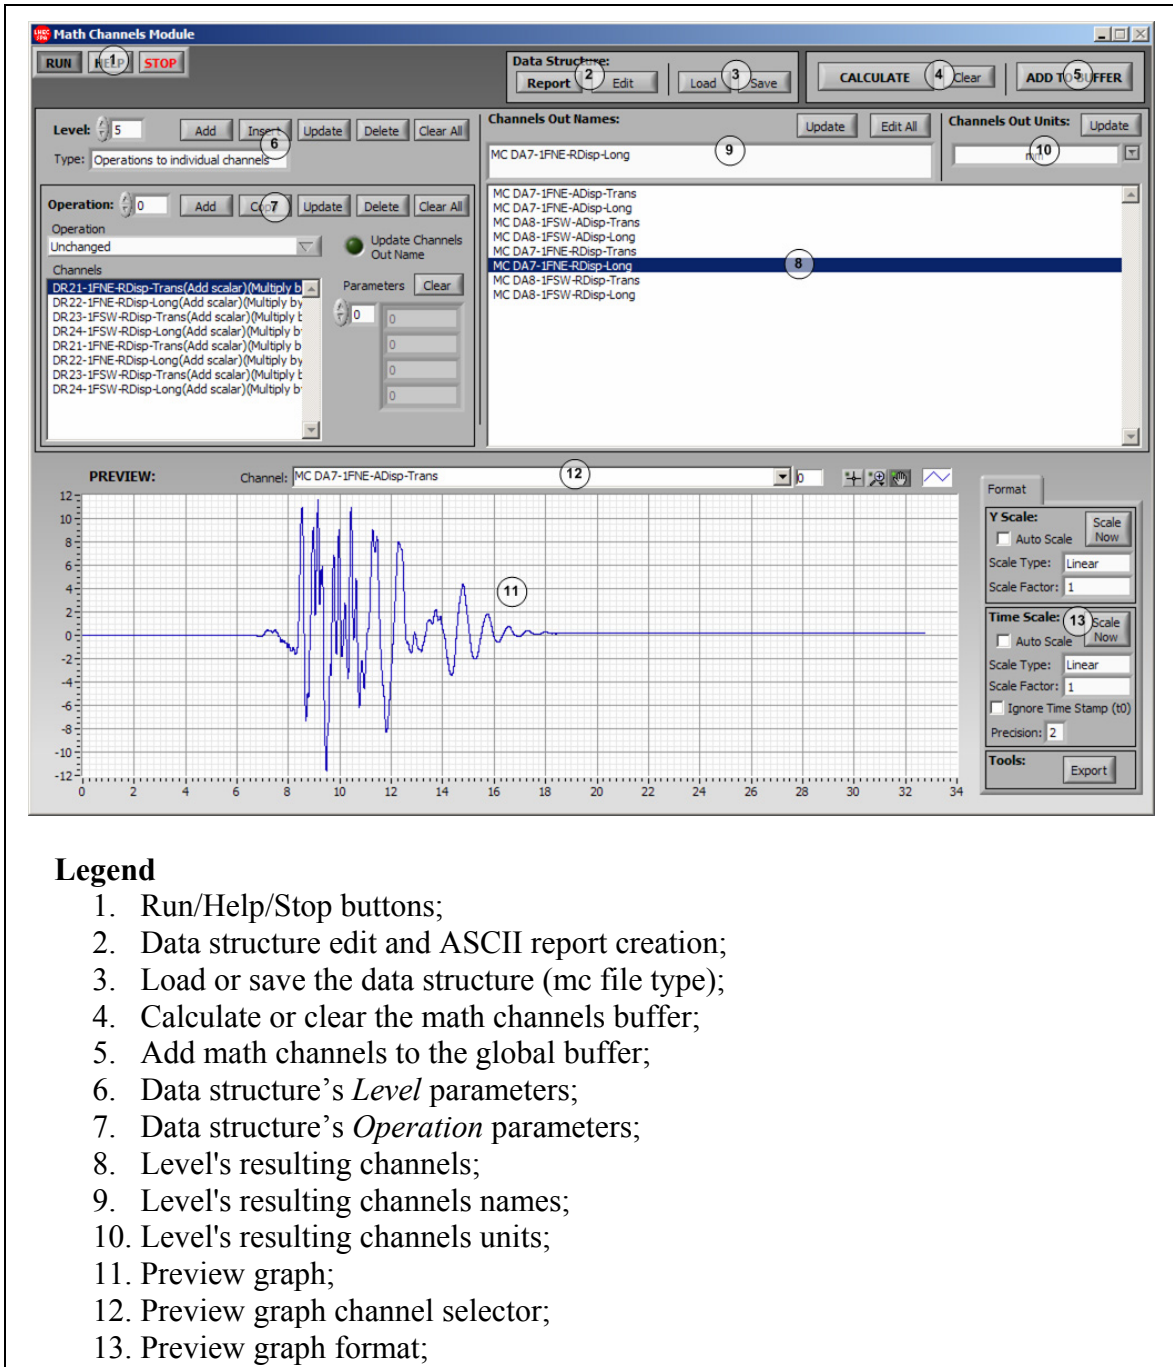 LNEC
SPA
Math Channels Module
RUN HELP STOP
1
Data Structure:
Report 2 Edit Load 3 Save
CALCULATE 4 Clear ADD TO BUFFER 5
Level: 5 Add Insert Update Delete Clear All
6
Type: Operations to individual channels
Operation: 0 Add Copy Update Delete Clear All
7
Operation
Unchanged
Update Channels
Out Name
Channels
DR21-1FNE-RDisp-Trans(Add scalar)(Multiply b
DR22-1FNE-RDisp-Long(Add scalar)(Multiply by
DR23-1FSW-RDisp-Trans(Add scalar)(Multiply b
DR24-1FSW-RDisp-Long(Add scalar)(Multiply b
DR21-1FNE-RDisp-Trans(Add scalar)(Multiply b
DR22-1FNE-RDisp-Long(Add scalar)(Multiply by
DR23-1FSW-RDisp-Trans(Add scalar)(Multiply b
DR24-1FSW-RDisp-Long(Add scalar)(Multiply b
Parameters Clear
0 0
0
0
0
Channels Out Names: Update Edit All
MC DA7-1FNE-RDisp-Long 9
Channels Out Units: Update
mm 10
MC DA7-1FNE-ADisp-Trans
MC DA7-1FNE-ADisp-Long
MC DA8-1FSW-ADisp-Trans
MC DA8-1FSW-ADisp-Long
MC DA7-1FNE-RDisp-Trans
MC DA7-1FNE-RDisp-Long 8
MC DA8-1FSW-RDisp-Trans
MC DA8-1FSW-RDisp-Long
PREVIEW: Channel: MC DA7-1FNE-ADisp-Trans 12 0
12
10
8
6
4
2
0
-2
-4
-6
-8
-10
-12
11
0 2 4 6 8 10 12 14 16 18 20 22 24 26 28 30 32 34
Format
Y Scale: Scale
Now
Auto Scale
Scale Type: Linear
Scale Factor: 1
Time Scale: 13 Scale
Now
Auto Scale
Scale Type: Linear
Scale Factor: 1
Ignore Time Stamp (t0)
Precision: 2
Tools: Export
Legend
1. Run/Help/Stop buttons;
2. Data structure edit and ASCII report creation;
3. Load or save the data structure (mc file type);
4. Calculate or clear the math channels buffer;
5. Add math channels to the global buffer;
6. Data structure’s Level parameters;
7. Data structure’s Operation parameters;
8. Level's resulting channels;
9. Level's resulting channels names;
10. Level's resulting channels units;
11. Preview graph;
12. Preview graph channel selector;
13. Preview graph format;